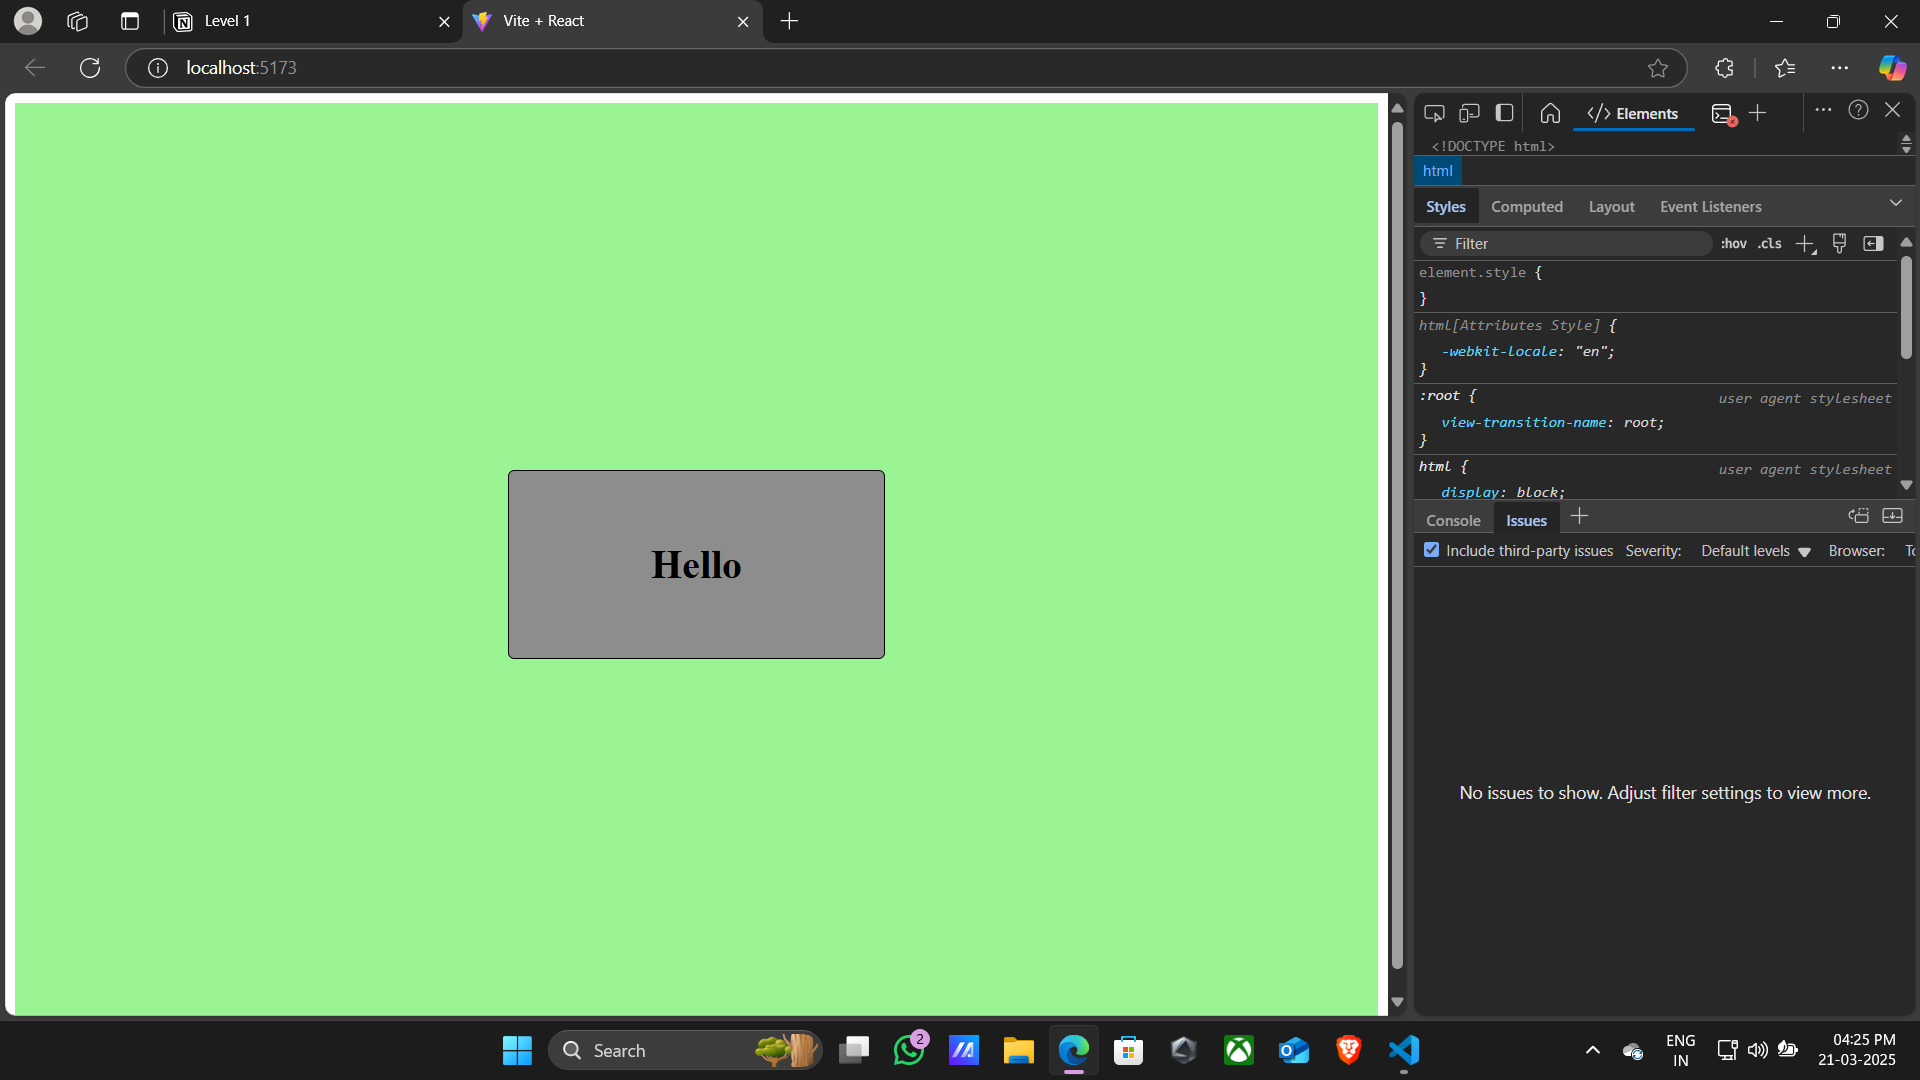 Level 1
Vite + React
localhost:5173
Elements
<!DOCTYPE html>
html
Styles Computed Layout Event Listeners
Filter :hov .cls
element.style {
}
html[Attributes Style] {
-webkit-locale: "en";
}
:root { user agent stylesheet
view-transition-name: root;
}
html { user agent stylesheet
display: block;
Console Issues
Include third-party issues Severity: Default levels Browser:
Hello
No issues to show. Adjust filter settings to view more.
Search
2
ENG
IN
04:25 PM
21-03-2025